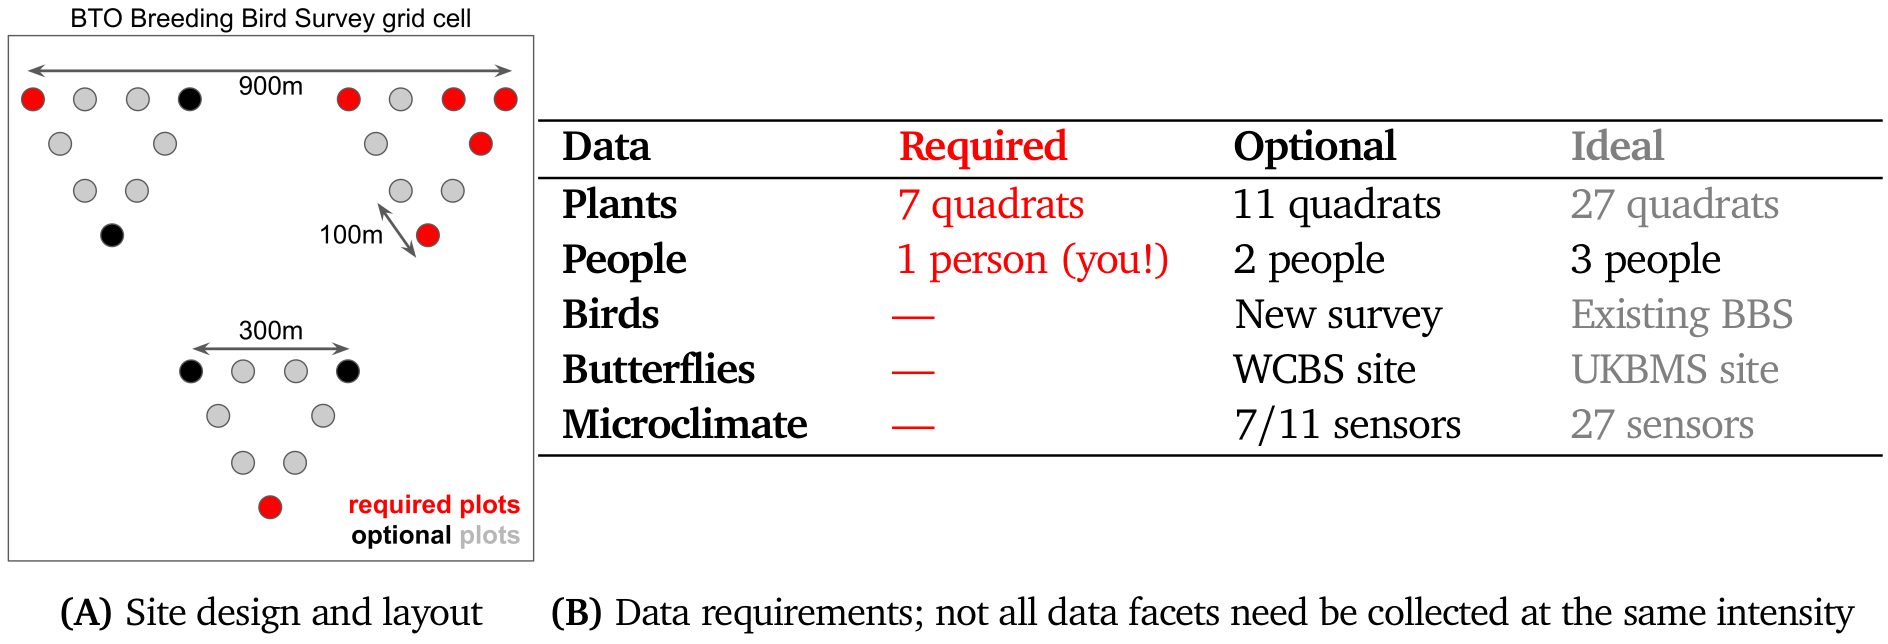 BTO Breeding Bird Survey grid cell
900m
100m
300m
required plots
optional plots
Data Required Optional Ideal
Plants 7 quadrats 11 quadrats 27 quadrats
People 1 person (you!) 2 people 3 people
Birds — New survey Existing BBS
Butterflies — WCBS site UKBMS site
Microclimate — 7/11 sensors 27 sensors
(A) Site design and layout
(B) Data requirements; not all data facets need be collected at the same intensity